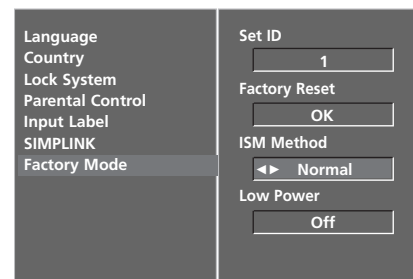 Language
Country
Lock System
Parental Control
Input Label
SIMPLINK
Factory Mode
Set ID
1
Factory Reset
OK
ISM Method
◄► Normal
Low Power
Off